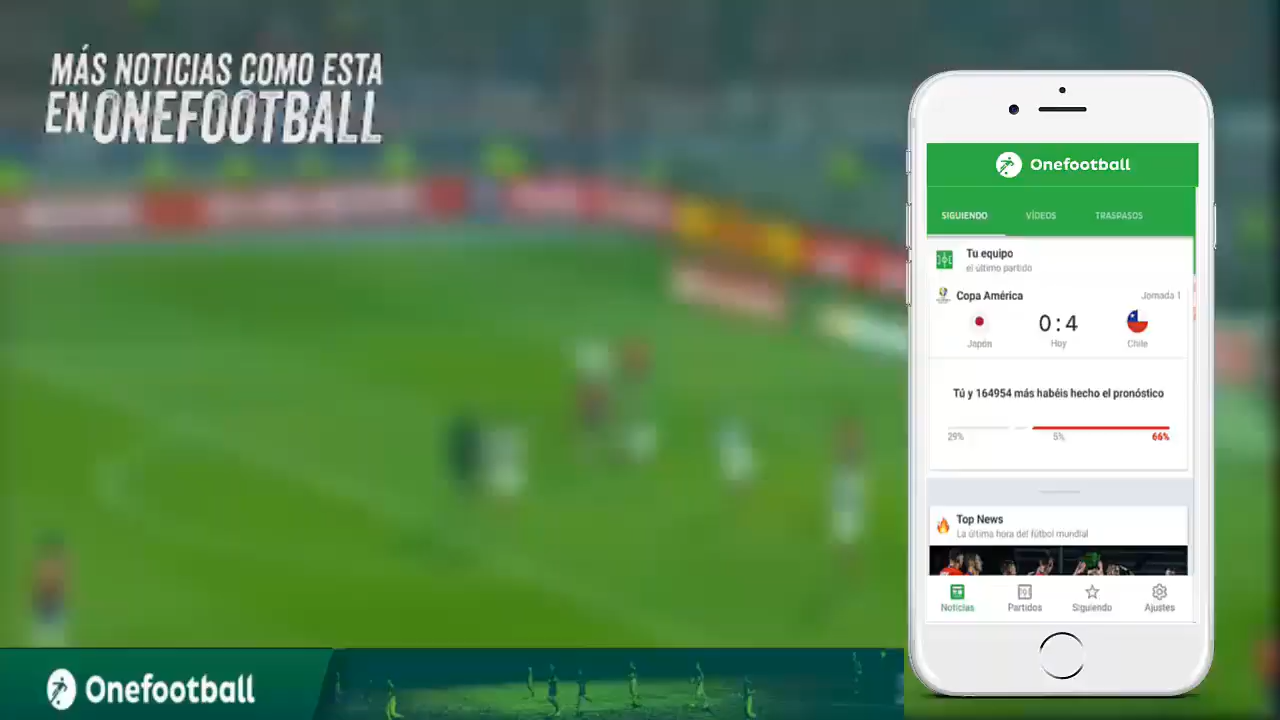 MÁS NOTICIAS COMO ESTA
EN ONEFOOTBALL
Onefootball
SIGUIENDO VÍDEOS TRASPASOS
Tu equipo
el último partido
Copa América Jornada 1
0:4
Japón Hoy Chile
Tú y 164954 más habéis hecho el pronóstico
29% 5% 66%
Top News
La última hora del fútbol mundial
Noticias Partidos Siguiendo Ajustes
Onefootball